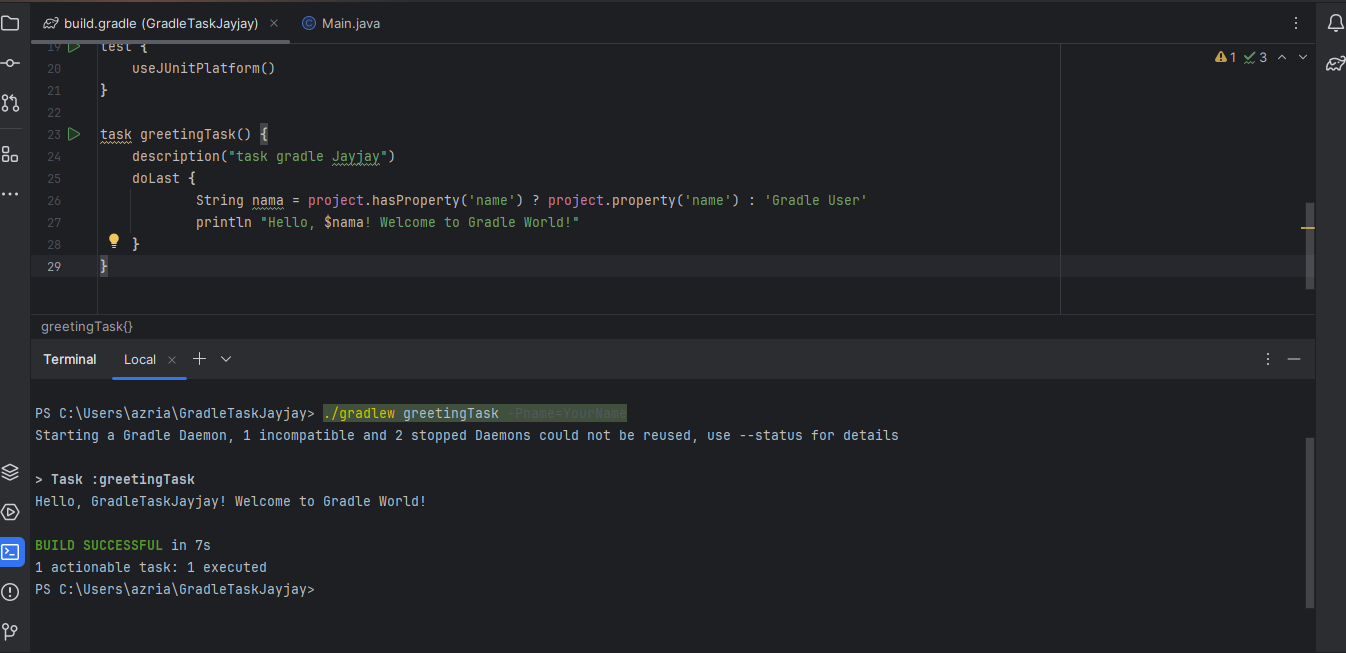 build.gradle (GradleTaskJayjay) Main.java
19 test {
1 3
20 useJUnitPlatform()
21 }
22
23 task greetingTask() {
24 description("task gradle Jayjay")
25 doLast {
26 String nama = project.hasProperty('name') ? project.property('name') : 'Gradle User'
27 println "Hello, $nama! Welcome to Gradle World!"
28 }
29 }
greetingTask{}
Terminal Local
PS C:\Users\azria\GradleTaskJayjay> ./gradlew greetingTask -Pname=YourName
Starting a Gradle Daemon, 1 incompatible and 2 stopped Daemons could not be reused, use --status for details
> Task :greetingTask
Hello, GradleTaskJayjay! Welcome to Gradle World!
BUILD SUCCESSFUL in 7s
1 actionable task: 1 executed
PS C:\Users\azria\GradleTaskJayjay>